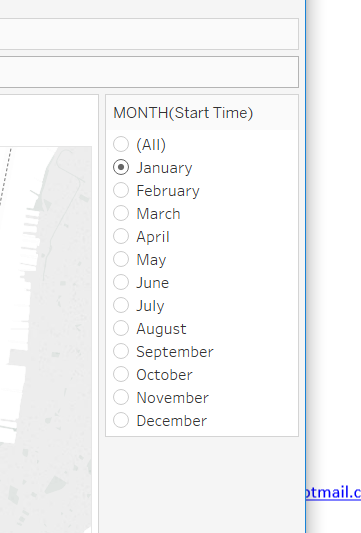 MONTH(Start Time)
(All)
January
February
March
April
May
June
July
August
September
October
November
December
otmail.c